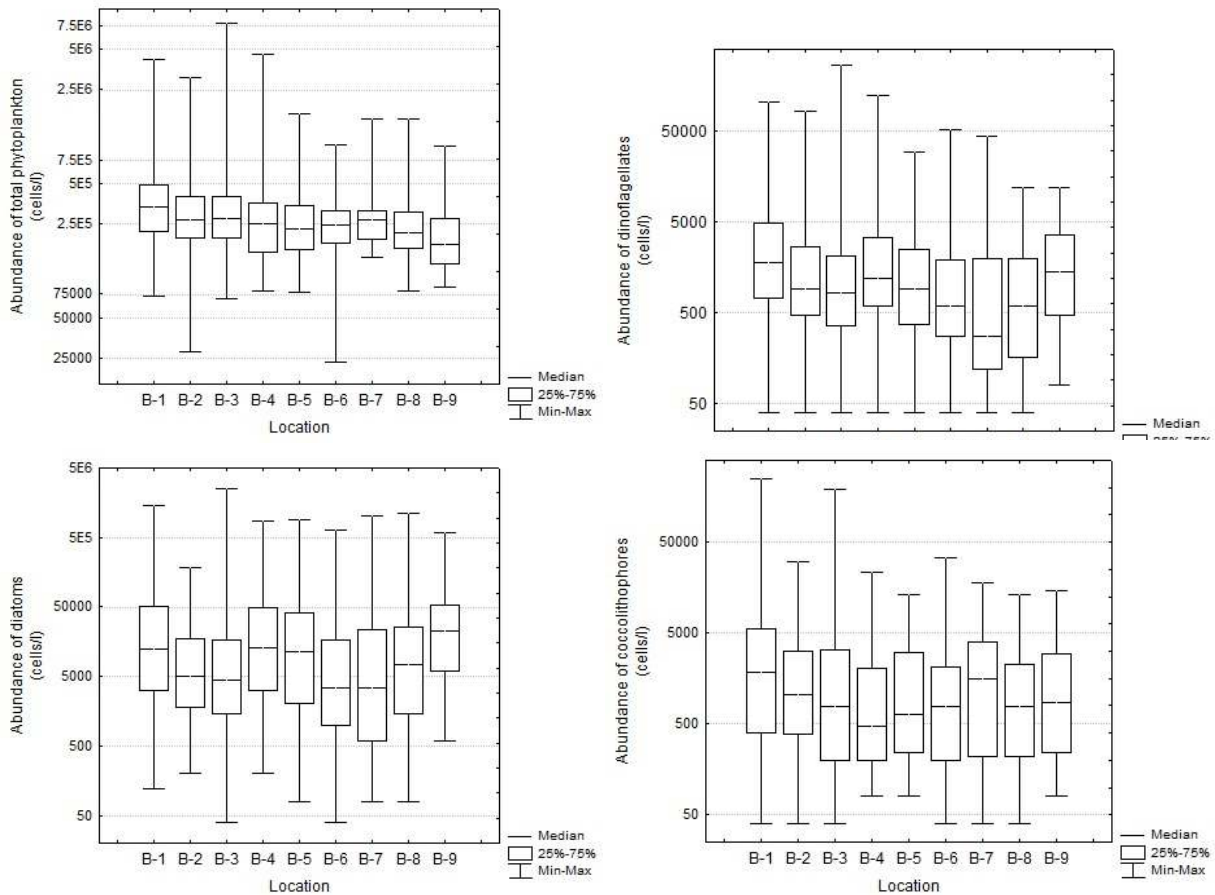 Abundance of total phytoplankton
(cells/l)
7.5E6
5E6
2.5E6
7.5E5
5E5
2.5E5
75000
50000
25000
B-1 B-2 B-3 B-4 B-5 B-6 B-7 B-8 B-9
Location
Median
25%-75%
Min-Max
Abundance of dinoflagellates
(cells/l)
50000
5000
500
50
Median
25%-75%
Abundance of diatoms
(cells/l)
5E6
5E5
50000
5000
500
50
B-1 B-2 B-3 B-4 B-5 B-6 B-7 B-8 B-9
Location
Median
25%-75%
Min-Max
Abundance of coccolithophores
(cells/l)
50000
5000
500
50
B-1 B-2 B-3 B-4 B-5 B-6 B-7 B-8 B-9
Location
Median
25%-75%
Min-Max